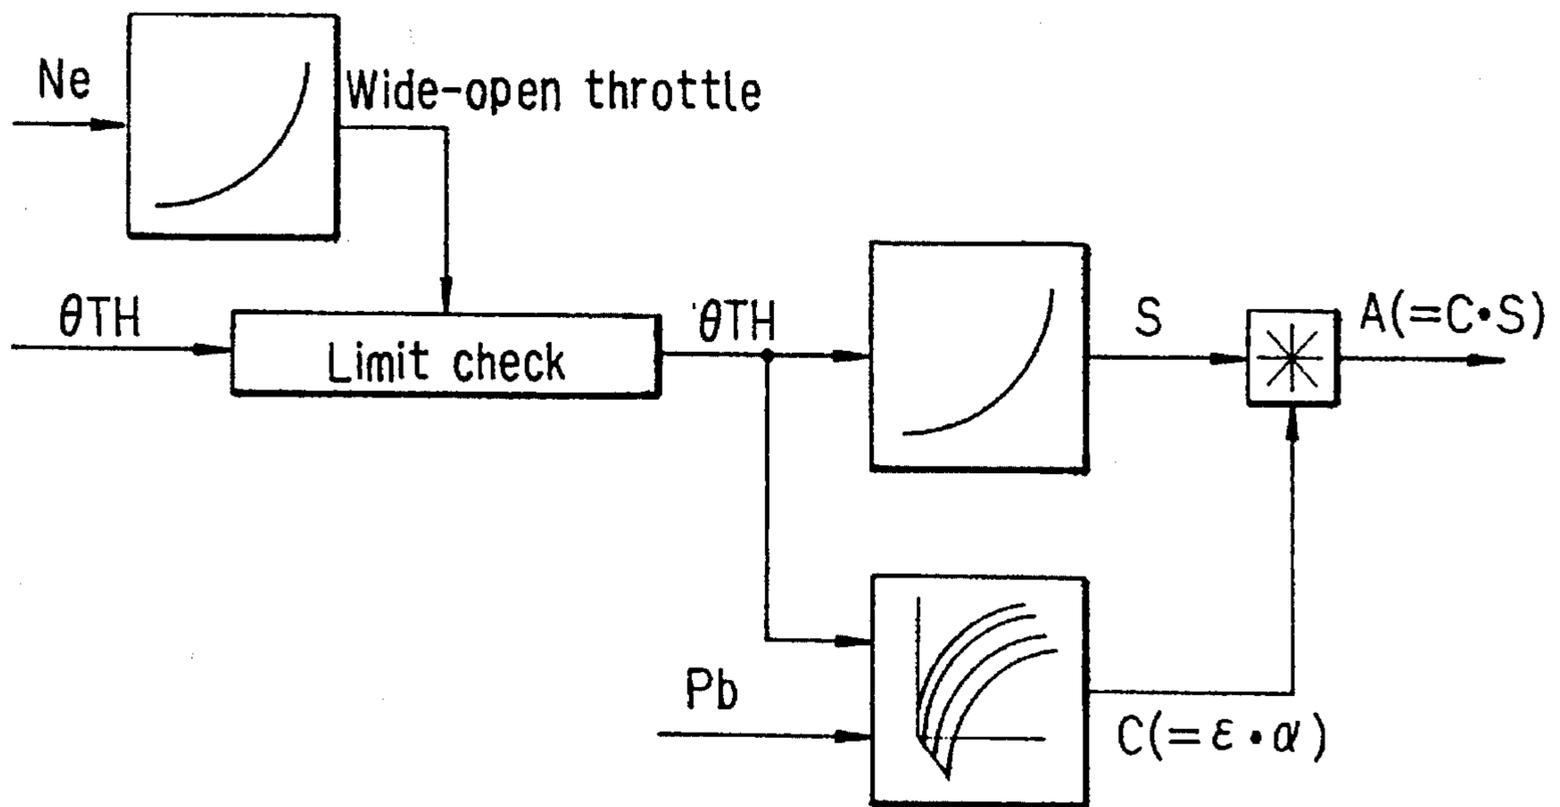 Ne
Wide-open throttle
θTH
Limit check
θTH
S
A(=C•S)
Pb
C(=ε•α)